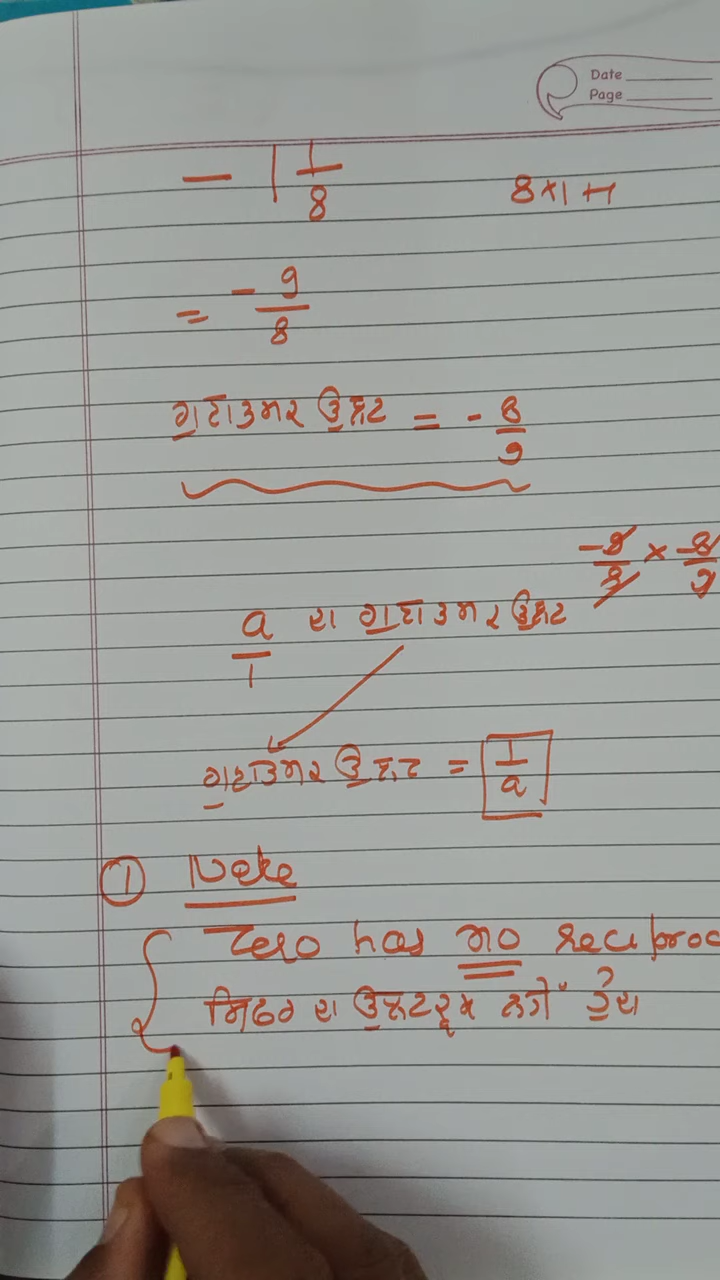 Date
Page
- 1 1/8 8×1+1
= -9/8
ਗੁਣਾਤਮਕ ਉਲਟ = -8/9
-9/8 × -8/9
a/1 ਦਾ ਗੁਣਾਤਮਕ ਉਲਟ
ਗੁਣਾਤਮਕ ਉਲਟ = 1/a
① Note
Zero has no reciproc
ਸਿਫਰ ਦਾ ਉਲਟਕ੍ਰਮ ਨਹੀਂ ਹੁੰਦਾ